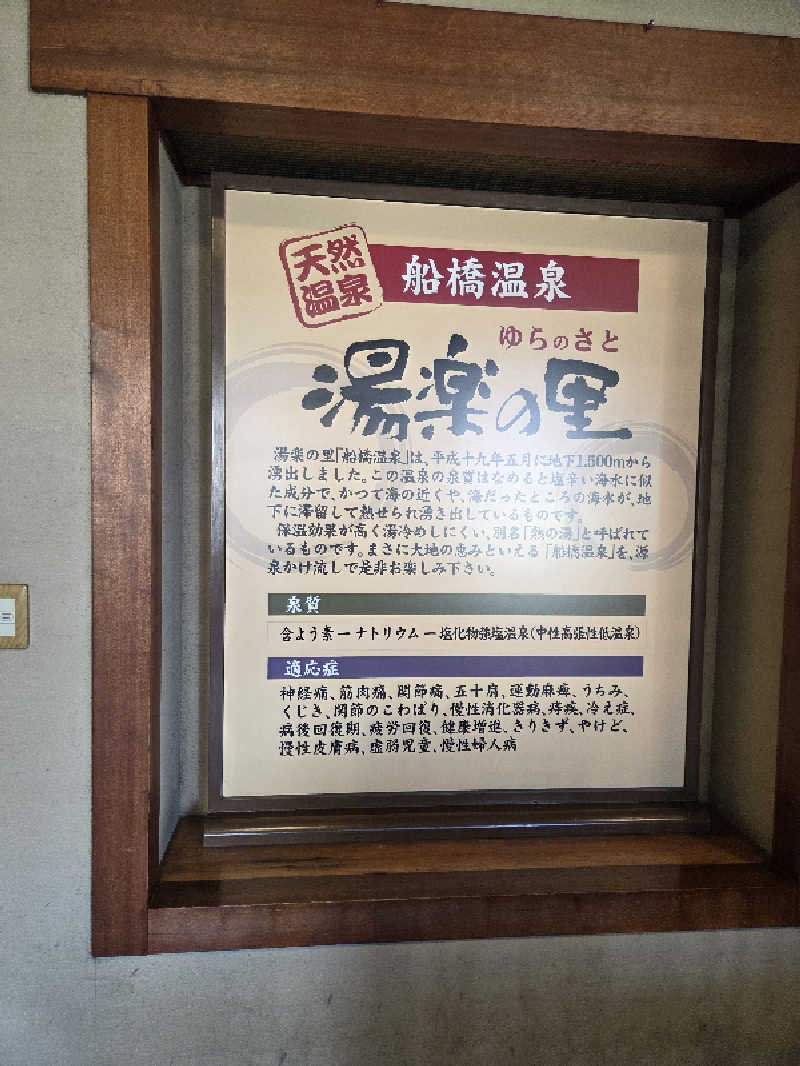 天然温泉
船橋温泉
ゆらのさと
湯楽の里
湯楽の里「船橋温泉」は、平成十九年五月に地下1,500mから
湧出しました。この温泉の泉質はなめると塩辛い海水に似
た成分で、かつて海の近くや、海だったところの海水が、地
下に滞留して熱せられ湧き出しているものです。
保温効果が高く湯冷めしにくい、別名「熱の湯」と呼ばれて
いるものです。まさに大地の恵みといえる「船橋温泉」を、源
泉かけ流しで是非お楽しみ下さい。
泉質
含よう素ーナトリウムー塩化物強塩温泉(中性高張性低温泉)
適応症
神経痛、筋肉痛、関節痛、五十肩、運動麻痺、うちみ、
くじき、関節のこわばり、慢性消化器病、痔疾、冷え症、
病後回復期、疲労回復、健康増進、きりきず、やけど、
慢性皮膚病、虚弱児童、慢性婦人病